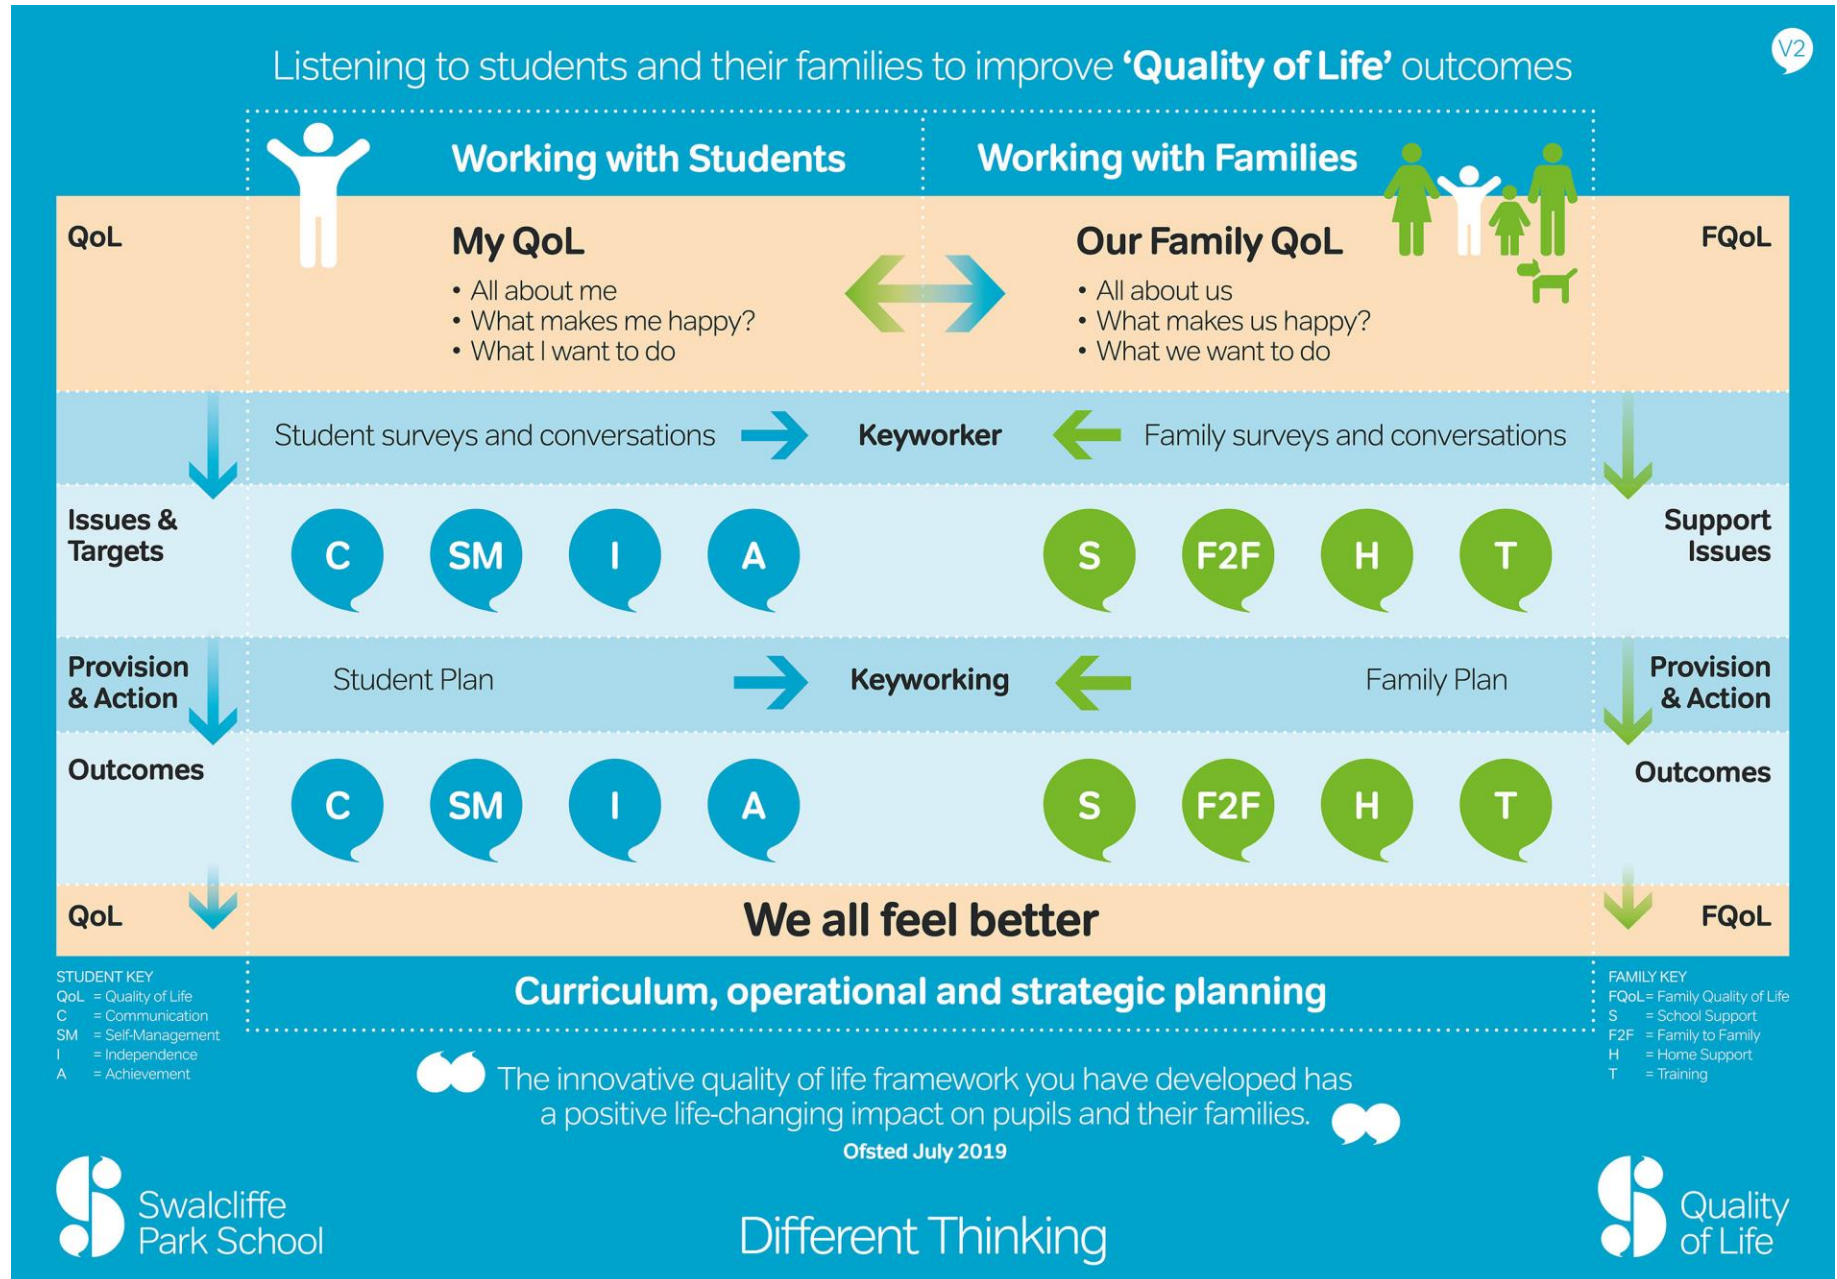 V2
Listening to students and their families to improve ‘Quality of Life’ outcomes
Working with Students
Working with Families
QoL
My QoL
• All about me
• What makes me happy?
• What I want to do
Our Family QoL
• All about us
• What makes us happy?
• What we want to do
FQoL
Student surveys and conversations
Keyworker
Family surveys and conversations
Issues &
Targets
C
SM
I
A
S
F2F
H
T
Support
Issues
Provision
& Action
Student Plan
Keyworking
Family Plan
Provision
& Action
Outcomes
C
SM
I
A
S
F2F
H
T
Outcomes
QoL
We all feel better
FQoL
STUDENT KEY
QoL = Quality of Life
C = Communication
SM = Self-Management
I = Independence
A = Achievement
Curriculum, operational and strategic planning
FAMILY KEY
FQoL= Family Quality of Life
S = School Support
F2F = Family to Family
H = Home Support
T = Training
“The innovative quality of life framework you have developed has
a positive life-changing impact on pupils and their families.”
Ofsted July 2019
Swalcliffe
Park School
Different Thinking
Quality
of Life